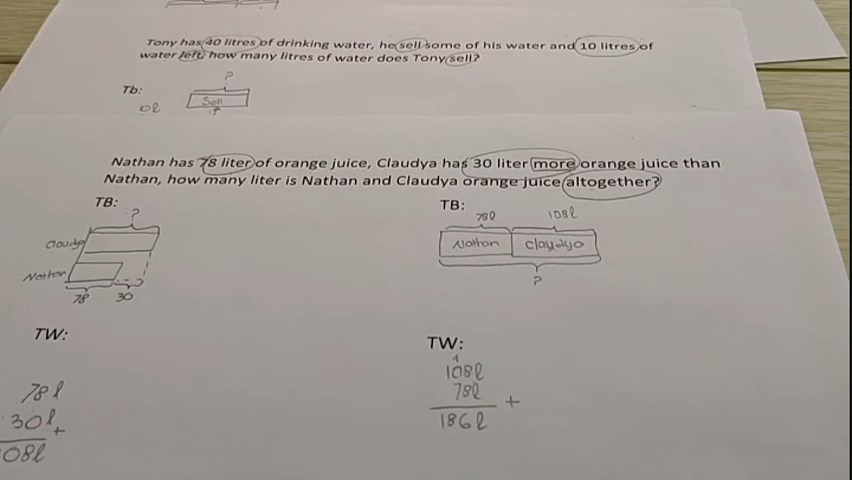 Tony has 40 litres of drinking water, he sell some of his water and 10 litres of
water left, how many litres of water does Tony sell?
Tb:
?
Sell
?
Nathan has 78 liter of orange juice, Claudya has 30 liter more orange juice than
Nathan, how many liter is Nathan and Claudya orange juice altogether?
TB:
?
Claudya
Nathan
78 30
TB:
78l 108l
Nathan Claudya
?
TW:
78l
30l +
108l
TW:
1
108l
78l +
186l